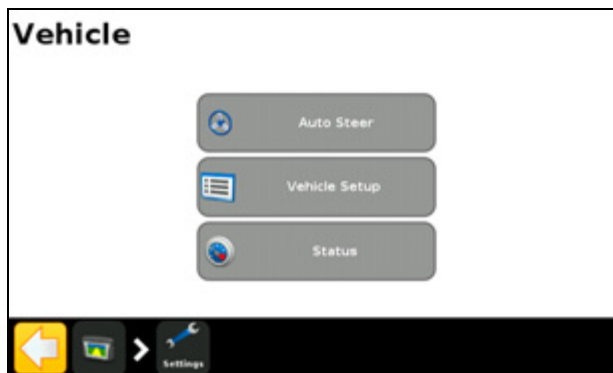 Vehicle
Auto Steer
Vehicle Setup
Status
Settings